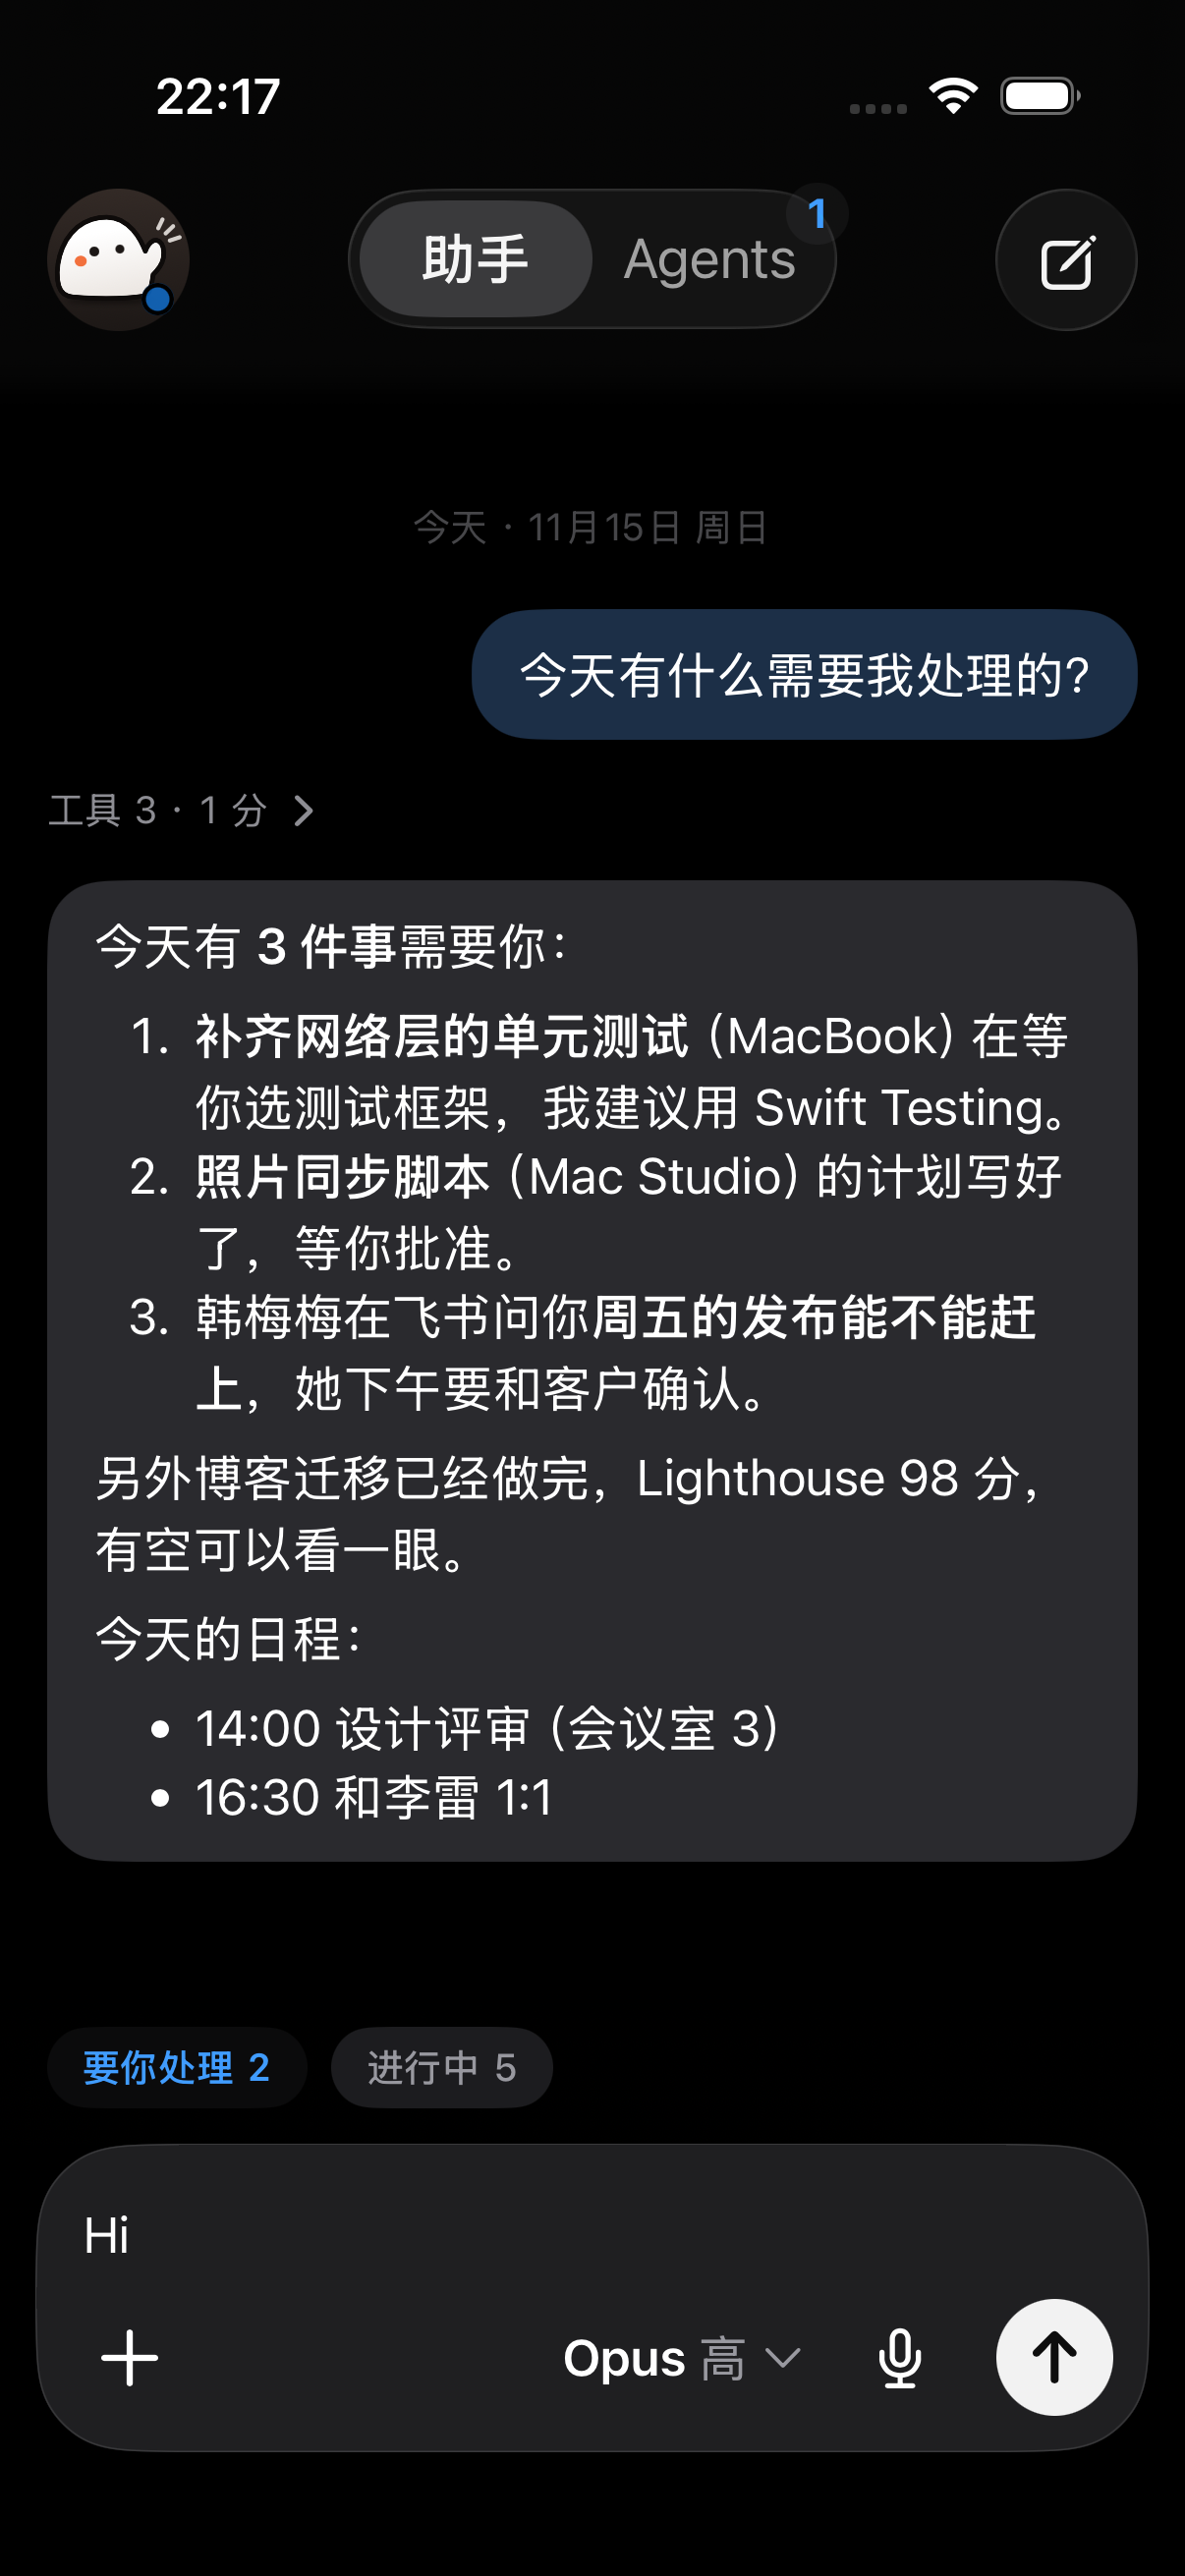 22:17
助手
Agents
1
今天 · 11月15日 周日
今天有什么需要我处理的?
工具 3 · 1 分
今天有 3 件事需要你：
1. 补齐网络层的单元测试（MacBook）在等
你选测试框架，我建议用 Swift Testing。
2. 照片同步脚本（Mac Studio）的计划写好
了，等你批准。
3. 韩梅梅在飞书问你周五的发布能不能赶
上，她下午要和客户确认。
另外博客迁移已经做完，Lighthouse 98 分，
有空可以看一眼。
今天的日程：
• 14:00 设计评审（会议室 3）
• 16:30 和李雷 1:1
要你处理 2
进行中 5
Hi
Opus 高